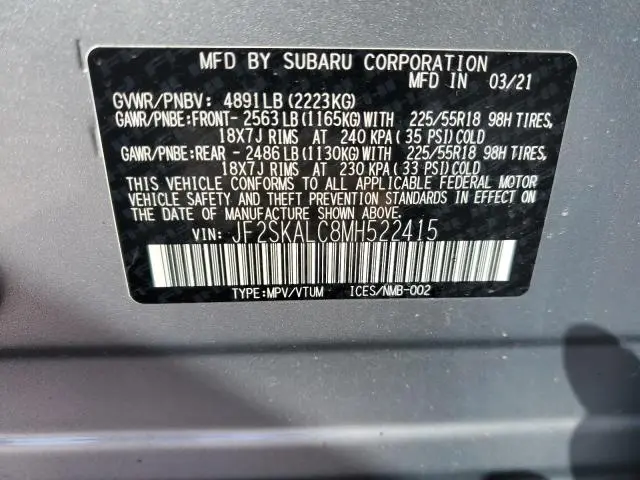 MFD BY SUBARU CORPORATION
MFD IN 03/21
GVWR/PNBV: 4891LB (2223KG)
GAWR/PNBE:FRONT- 2563 LB (1165KG) WITH 225/55R18 98H TIRES,
18X7J RIMS AT 240 KPA (35 PSI) COLD
GAWR/PNBE:REAR - 2486 LB (1130KG) WITH 225/55R18 98H TIRES,
18X7J RIMS AT 230 KPA (33 PSI) COLD
THIS VEHICLE CONFORMS TO ALL APPLICABLE FEDERAL MOTOR
VEHICLE SAFETY AND THEFT PREVENTION STANDARDS IN EFFECT
ON THE DATE OF MANUFACTURE SHOWN ABOVE.
VIN: JF2SKALC8MH522415
TYPE:MPV/VTUM ICES/NMB-002